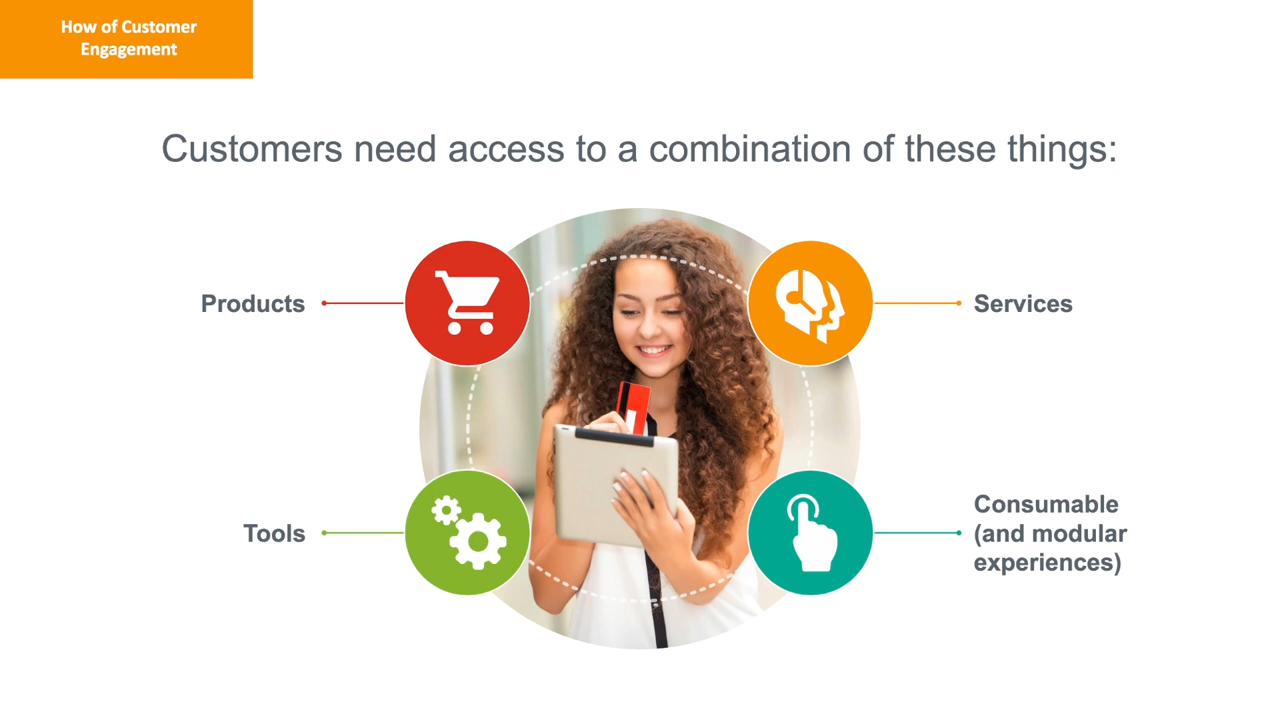 How of Customer
Engagement
Customers need access to a combination of these things:
Products
Services
Tools
Consumable
(and modular
experiences)